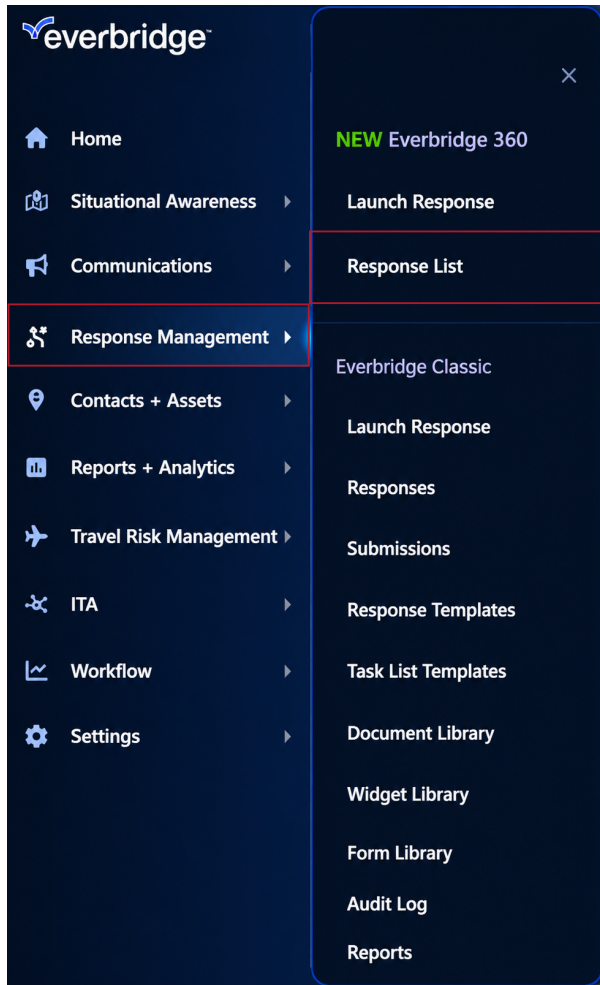 everbridge™
Home
Situational Awareness
Communications
Response Management
Contacts + Assets
Reports + Analytics
Travel Risk Management
ITA
Workflow
Settings
NEW Everbridge 360
Launch Response
Response List
Everbridge Classic
Launch Response
Responses
Submissions
Response Templates
Task List Templates
Document Library
Widget Library
Form Library
Audit Log
Reports